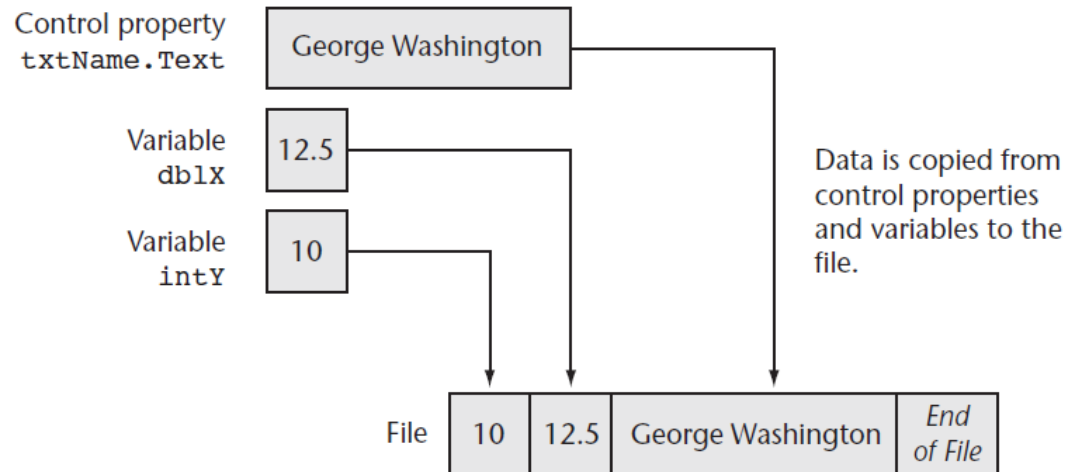 Control property
txtName.Text
George Washington
Variable
dblX
12.5
Variable
intY
10
Data is copied from
control properties
and variables to the
file.
File
10
12.5
George Washington
End
of File